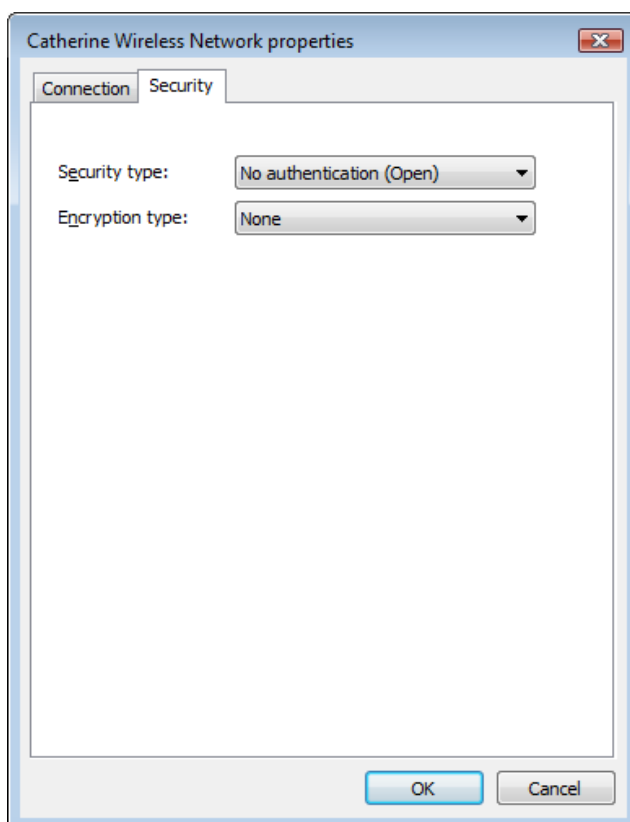 Catherine Wireless Network properties
Connection Security
Security type: No authentication (Open)
Encryption type: None
OK Cancel